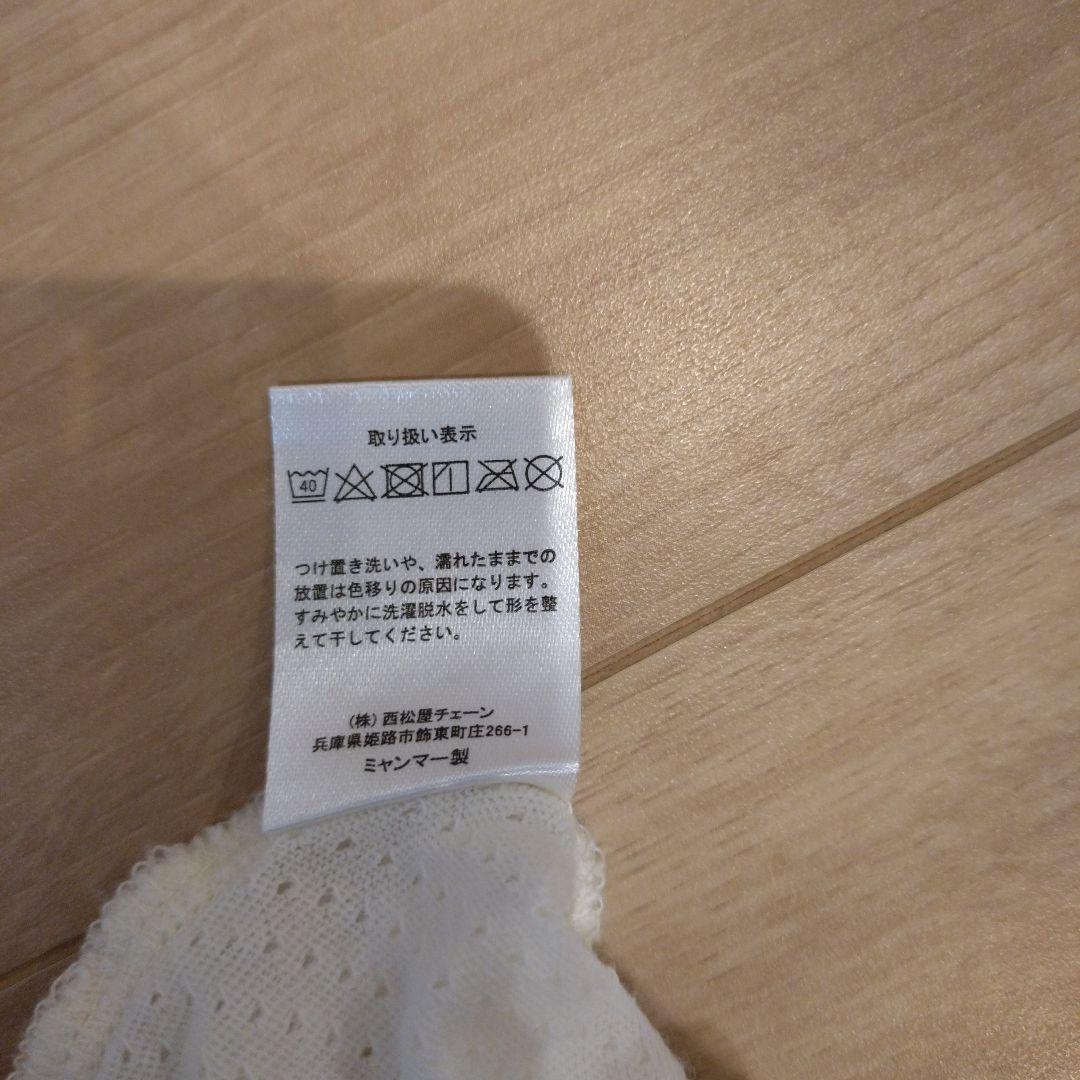 取り扱い表示
40
つけ置き洗いや、濡れたままでの
放置は色移りの原因になります。
すみやかに洗濯脱水をして形を整
えて干してください。
(株) 西松屋チェーン
兵庫県姫路市飾東町庄266-1
ミャンマー製